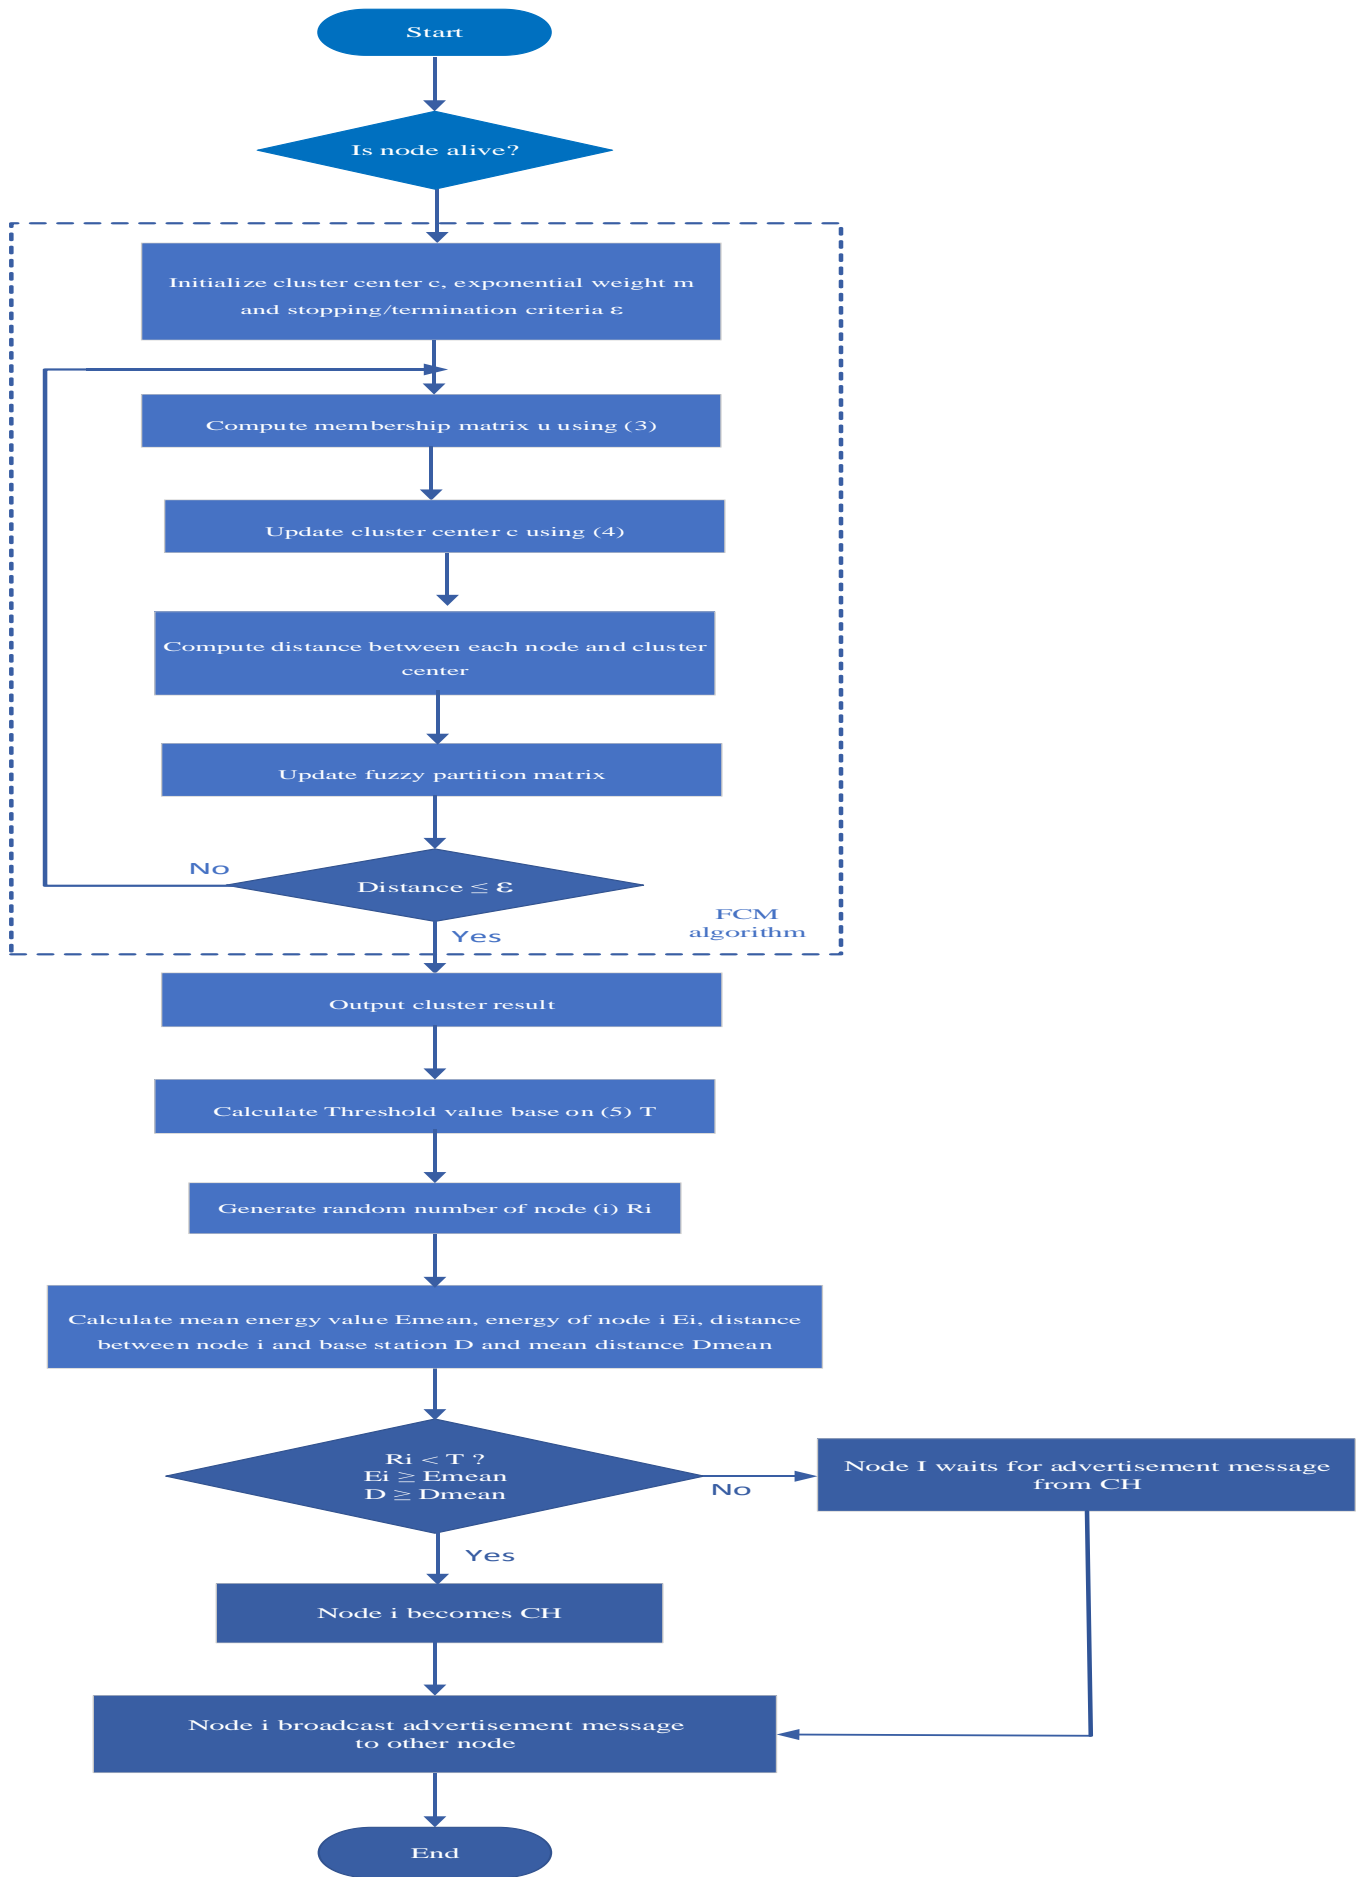 Start
Is node alive?
Initialize cluster center c, exponential weight m
and stopping/termination criteria ε
Compute membership matrix u using (3)
Update cluster center c using (4)
Compute distance between each node and cluster
center
Update fuzzy partition matrix
No
Distance ≤ ε
FCM
algorithm
Yes
Output cluster result
Calculate Threshold value base on (5) T
Generate random number of node (i) Ri
Calculate mean energy value Emean, energy of node i Ei, distance
between node i and base station D and mean distance Dmean
Ri < T ?
Ei ≥ Emean
D ≥ Dmean
No
Node I waits for advertisement message
from CH
Yes
Node i becomes CH
Node i broadcast advertisement message
to other node
End